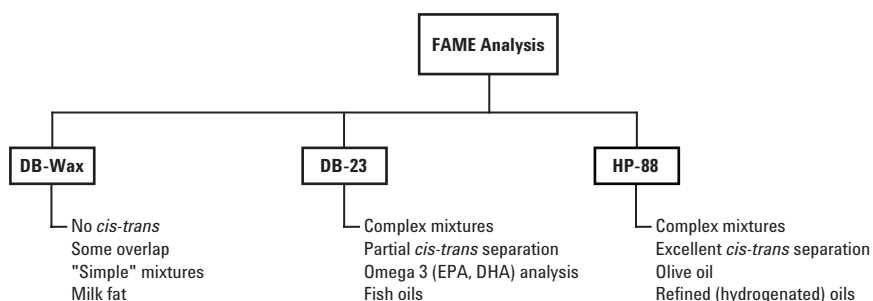 FAME Analysis
DB-Wax
No cis-trans
Some overlap
"Simple" mixtures
Milk fat
DB-23
Complex mixtures
Partial cis-trans separation
Omega 3 (EPA, DHA) analysis
Fish oils
HP-88
Complex mixtures
Excellent cis-trans separation
Olive oil
Refined (hydrogenated) oils